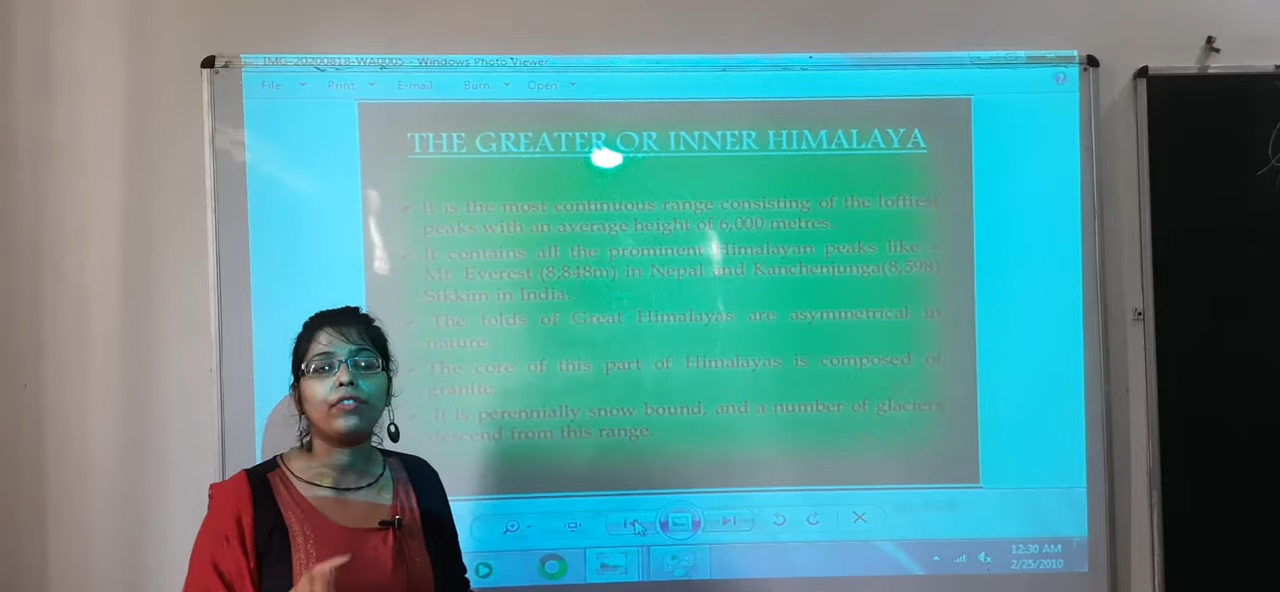 IMG-20200818-WA0005 - Windows Photo Viewer
File Print E-mail Burn Open
THE GREATER OR INNER HIMALAYA
It is the most continuous range consisting of the loftiest
peaks with an average height of 6,000 metres.
It contains all the prominent Himalayan peaks like -
Mt. Everest (8,848m) in Nepal and Kanchenjunga(8,598)
Sikkim in India.
The folds of Great Himalayas are asymmetrical in
nature.
The core of this part of Himalayas is composed of
granite.
It is perennially snow bound, and a number of glaciers
descend from this range.
12:30 AM
2/25/2010